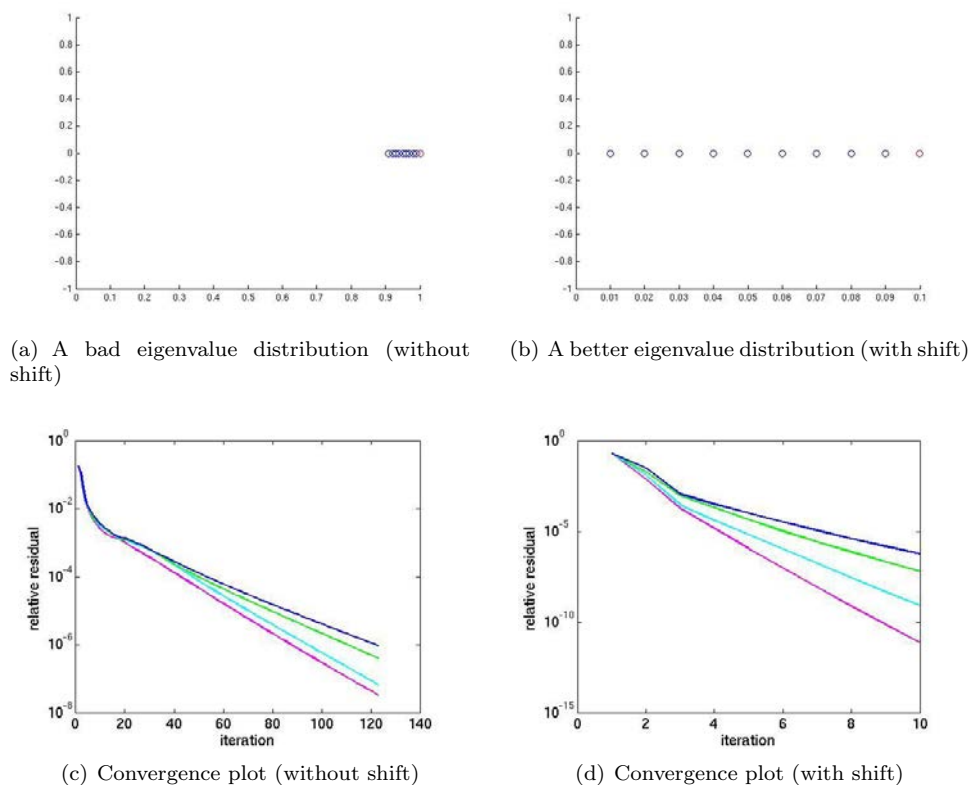 1
0.8
0.6
0.4
0.2
0
-0.2
-0.4
-0.6
-0.8
-1
0 0.1 0.2 0.3 0.4 0.5 0.6 0.7 0.8 0.9 1
(a) A bad eigenvalue distribution (without
shift)
1
0.8
0.6
0.4
0.2
0
-0.2
-0.4
-0.6
-0.8
-1
0 0.01 0.02 0.03 0.04 0.05 0.06 0.07 0.08 0.09 0.1
(b) A better eigenvalue distribution (with shift)
relative residual
10^0
10^-2
10^-4
10^-6
10^-8
0 20 40 60 80 100 120 140
iteration
(c) Convergence plot (without shift)
relative residual
10^0
10^-5
10^-10
10^-15
0 2 4 6 8 10
iteration
(d) Convergence plot (with shift)